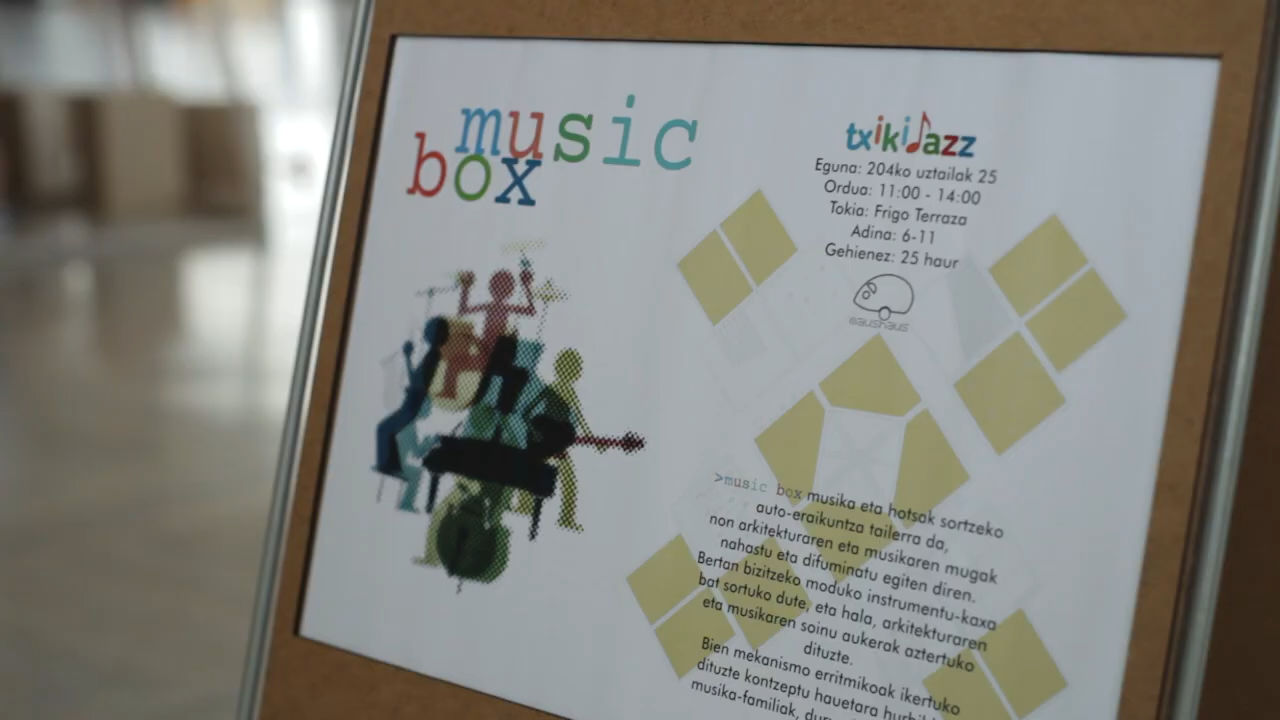 music
box
txikiJazz
Eguna: 204ko uztailak 25
Ordua: 11:00 - 14:00
Tokia: Frigo Terraza
Adina: 6-11
Gehienez: 25 haur
maushaus
>music box musika eta hotsak sortzeko
auto-eraikuntza tailerra da,
non arkitekturaren eta musikaren mugak
nahastu eta difuminatu egiten diren.
Bertan bizitzeko moduko instrumentu-kaxa
bat sortuko dute, eta hala, arkitekturaren
eta musikaren soinu aukerak aztertuko
dituzte.
Bien mekanismo erritmikoak ikertuko
dituzte kontzeptu hauetara
musika-familiak,